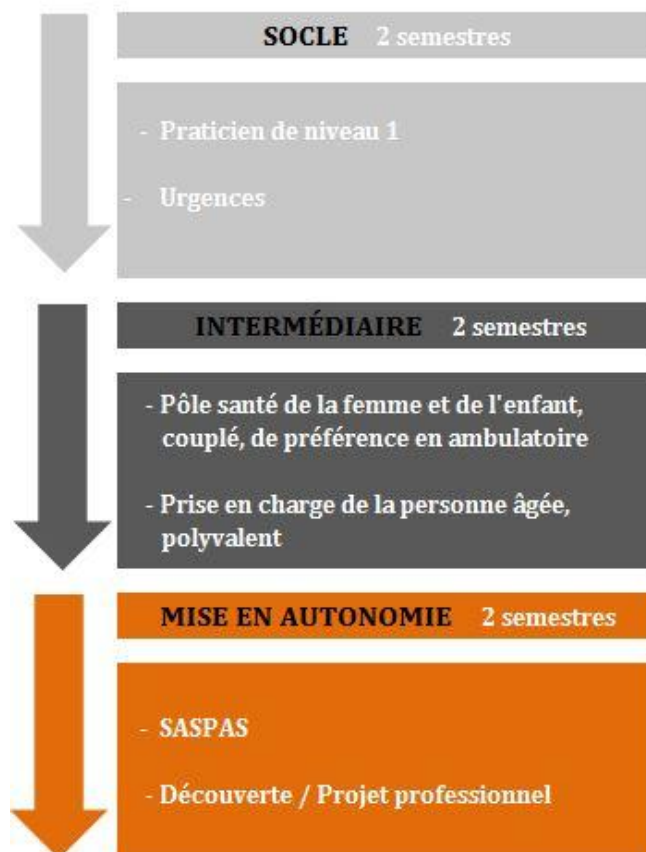 SOCLE 2 semestres
- Praticien de niveau 1
- Urgences
INTERMÉDIAIRE 2 semestres
- Pôle santé de la femme et de l'enfant,
couplé, de préférence en ambulatoire
- Prise en charge de la personne âgée,
polyvalent
MISE EN AUTONOMIE 2 semestres
- SASPAS
- Découverte / Projet professionnel